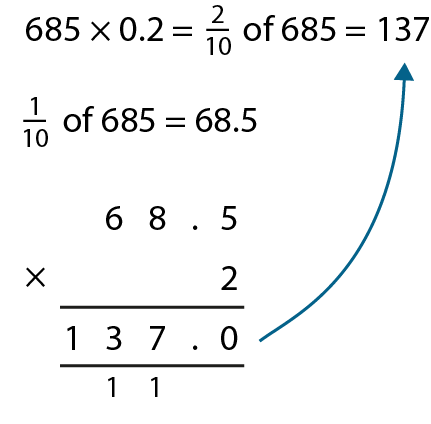 685 × 0.2 = 2/10 of 685 = 137
1/10 of 685 = 68.5
6 8 . 5
× 2
1 3 7 . 0
1 1